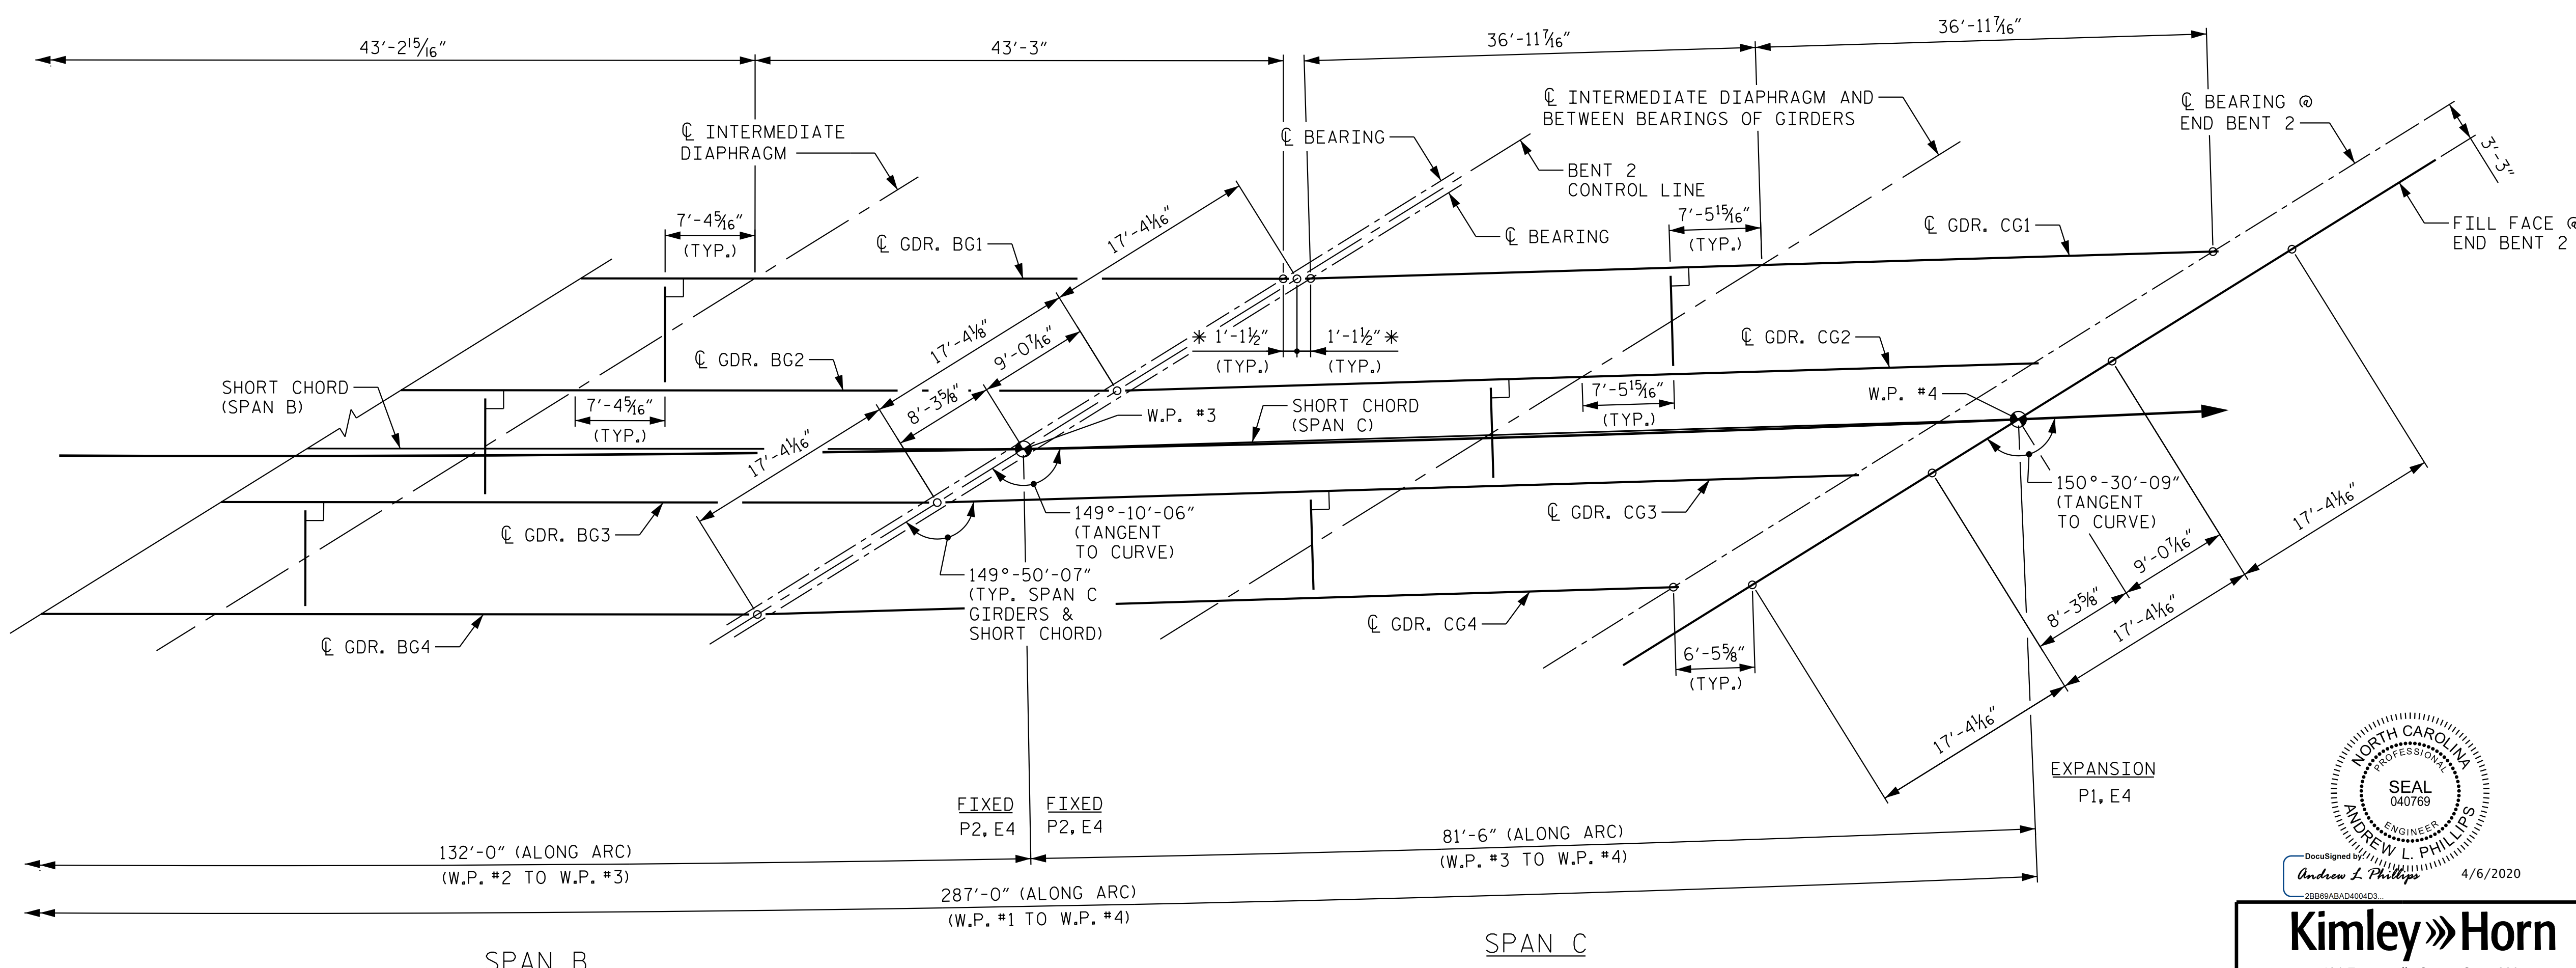 43'-2 15/16"
43'-3"
36'-11 7/16"
36'-11 7/16"
℄ INTERMEDIATE
DIAPHRAGM
℄ BEARING
BENT 2
CONTROL LINE
℄ BEARING
℄ INTERMEDIATE DIAPHRAGM AND
BETWEEN BEARINGS OF GIRDERS
℄ BEARING @
END BENT 2
3'-3"
FILL FACE @
END BENT 2
7'-4 5/16"
(TYP.)
℄ GDR. BG1
17'-4 1/16"
7'-5 15/16"
(TYP.)
℄ GDR. CG1
17'-4 1/8"
9'-0 7/16"
* 1'-1 1/2"
(TYP.)
1'-1 1/2" *
(TYP.)
℄ GDR. CG2
℄ GDR. BG2
SHORT CHORD
(SPAN B)
7'-4 5/16"
(TYP.)
8'-3 5/8"
17'-4 1/16"
W.P. #3
SHORT CHORD
(SPAN C)
7'-5 15/16"
(TYP.)
W.P. #4
℄ GDR. BG3
149°-10'-06"
(TANGENT
TO CURVE)
℄ GDR. CG3
150°-30'-09"
(TANGENT
TO CURVE)
17'-4 1/16"
9'-0 7/16"
8'-3 5/8"
17'-4 1/16"
149°-50'-07"
(TYP. SPAN C
GIRDERS &
SHORT CHORD)
℄ GDR. BG4
℄ GDR. CG4
6'-5 5/8"
(TYP.)
17'-4 1/16"
FIXED
P2, E4
FIXED
P2, E4
EXPANSION
P1, E4
132'-0" (ALONG ARC)
(W.P. #2 TO W.P. #3)
81'-6" (ALONG ARC)
(W.P. #3 TO W.P. #4)
287'-0" (ALONG ARC)
(W.P. #1 TO W.P. #4)
SPAN B
SPAN C
NORTH CAROLINA
PROFESSIONAL
SEAL
040769
ENGINEER
ANDREW L. PHILLIPS
DocuSigned by:
Andrew L. Phillips
4/6/2020
2BB69ABAD4004D3...
Kimley»Horn